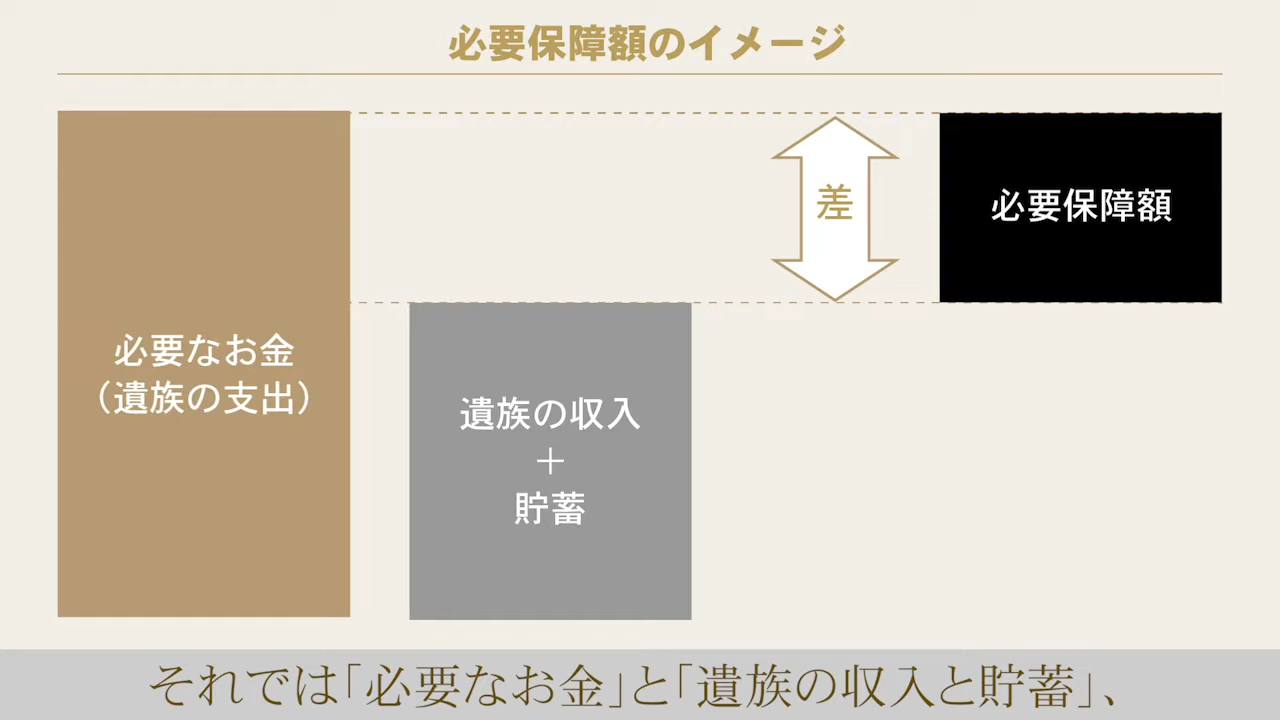 必要保障額のイメージ
必要なお金
（遺族の支出）
遺族の収入
＋
貯蓄
差
必要保障額
それでは「必要なお金」と「遺族の収入と貯蓄」、